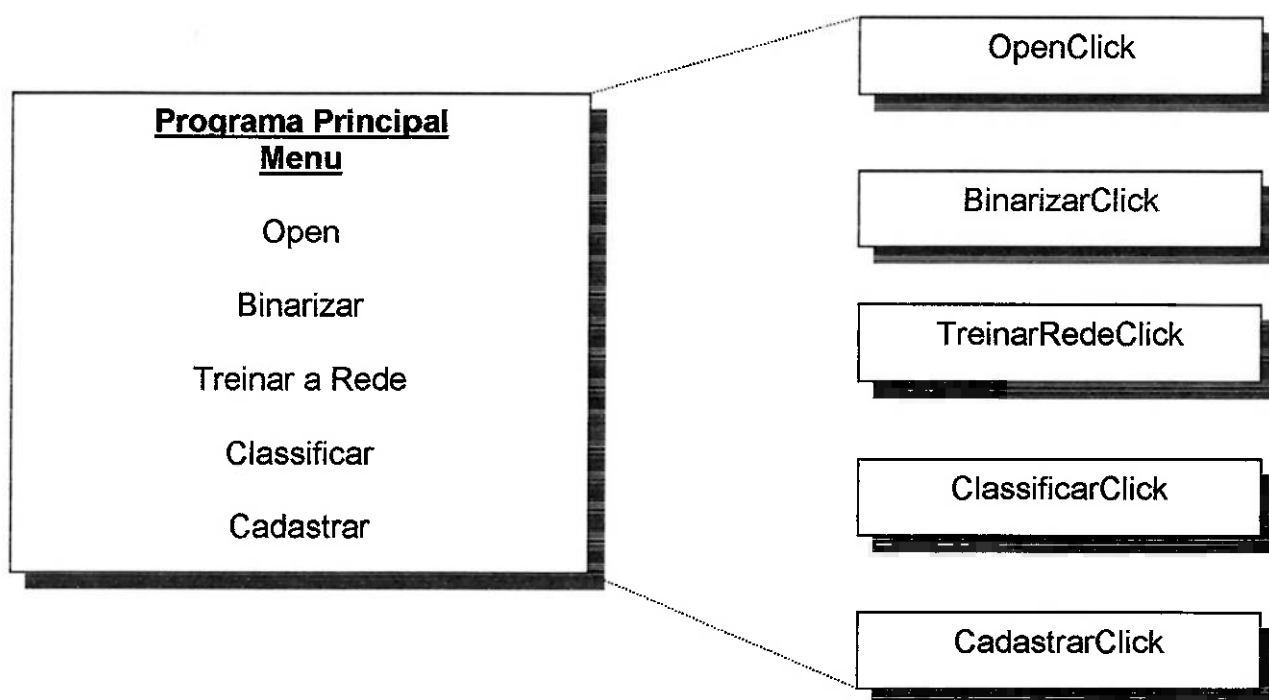 Programa Principal
Menu
Open
Binarizar
Treinar a Rede
Classificar
Cadastrar
OpenClick
BinarizarClick
TreinarRedeClick
ClassificarClick
CadastrarClick